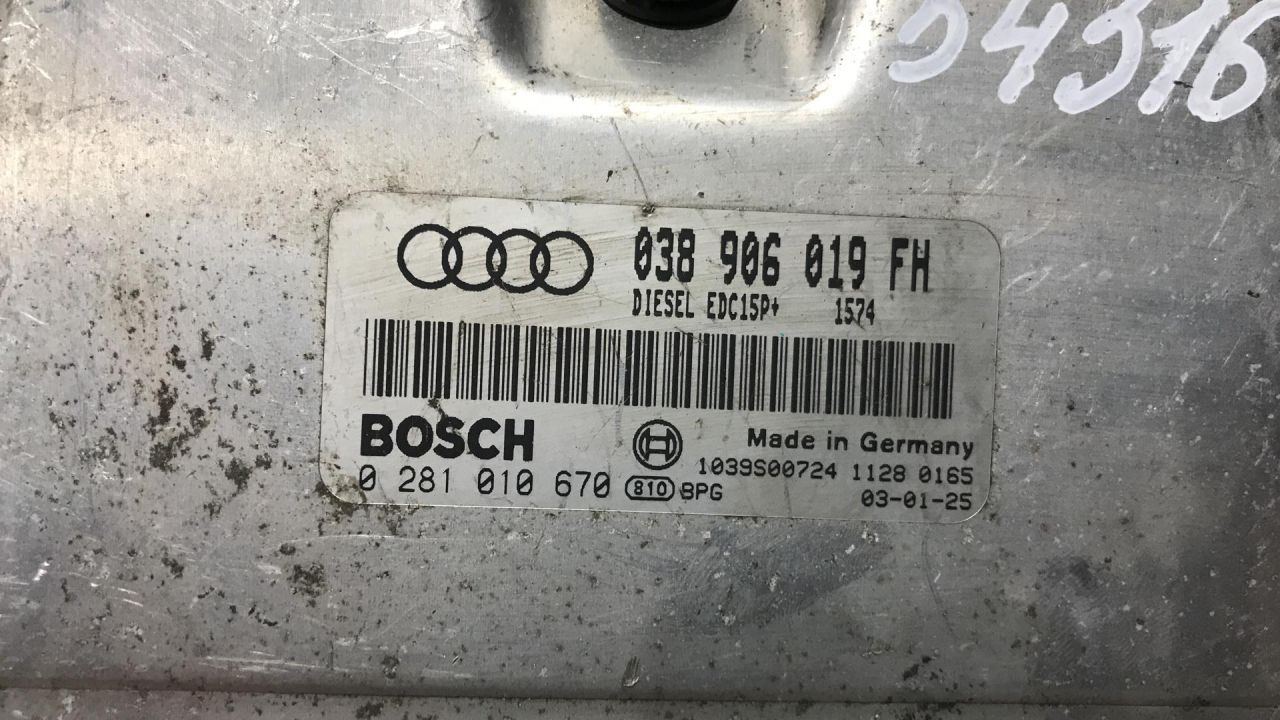 54516
038 906 019 FH
DIESEL EDC15P+ 1574
BOSCH
Made in Germany
0 281 010 670 810 BPG
1039S00724 1128 0165
03-01-25